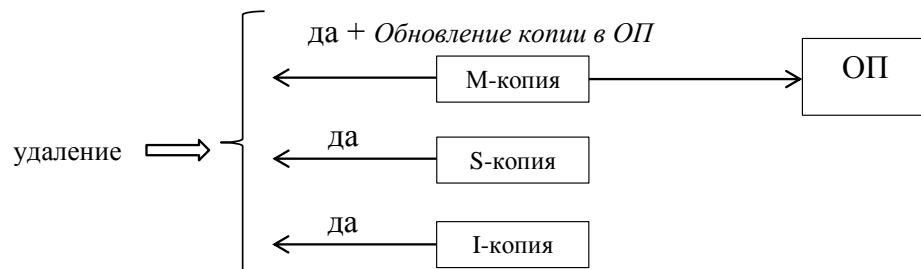 да + Обновление копии в ОП
М-копия
ОП
удаление
да
S-копия
да
I-копия